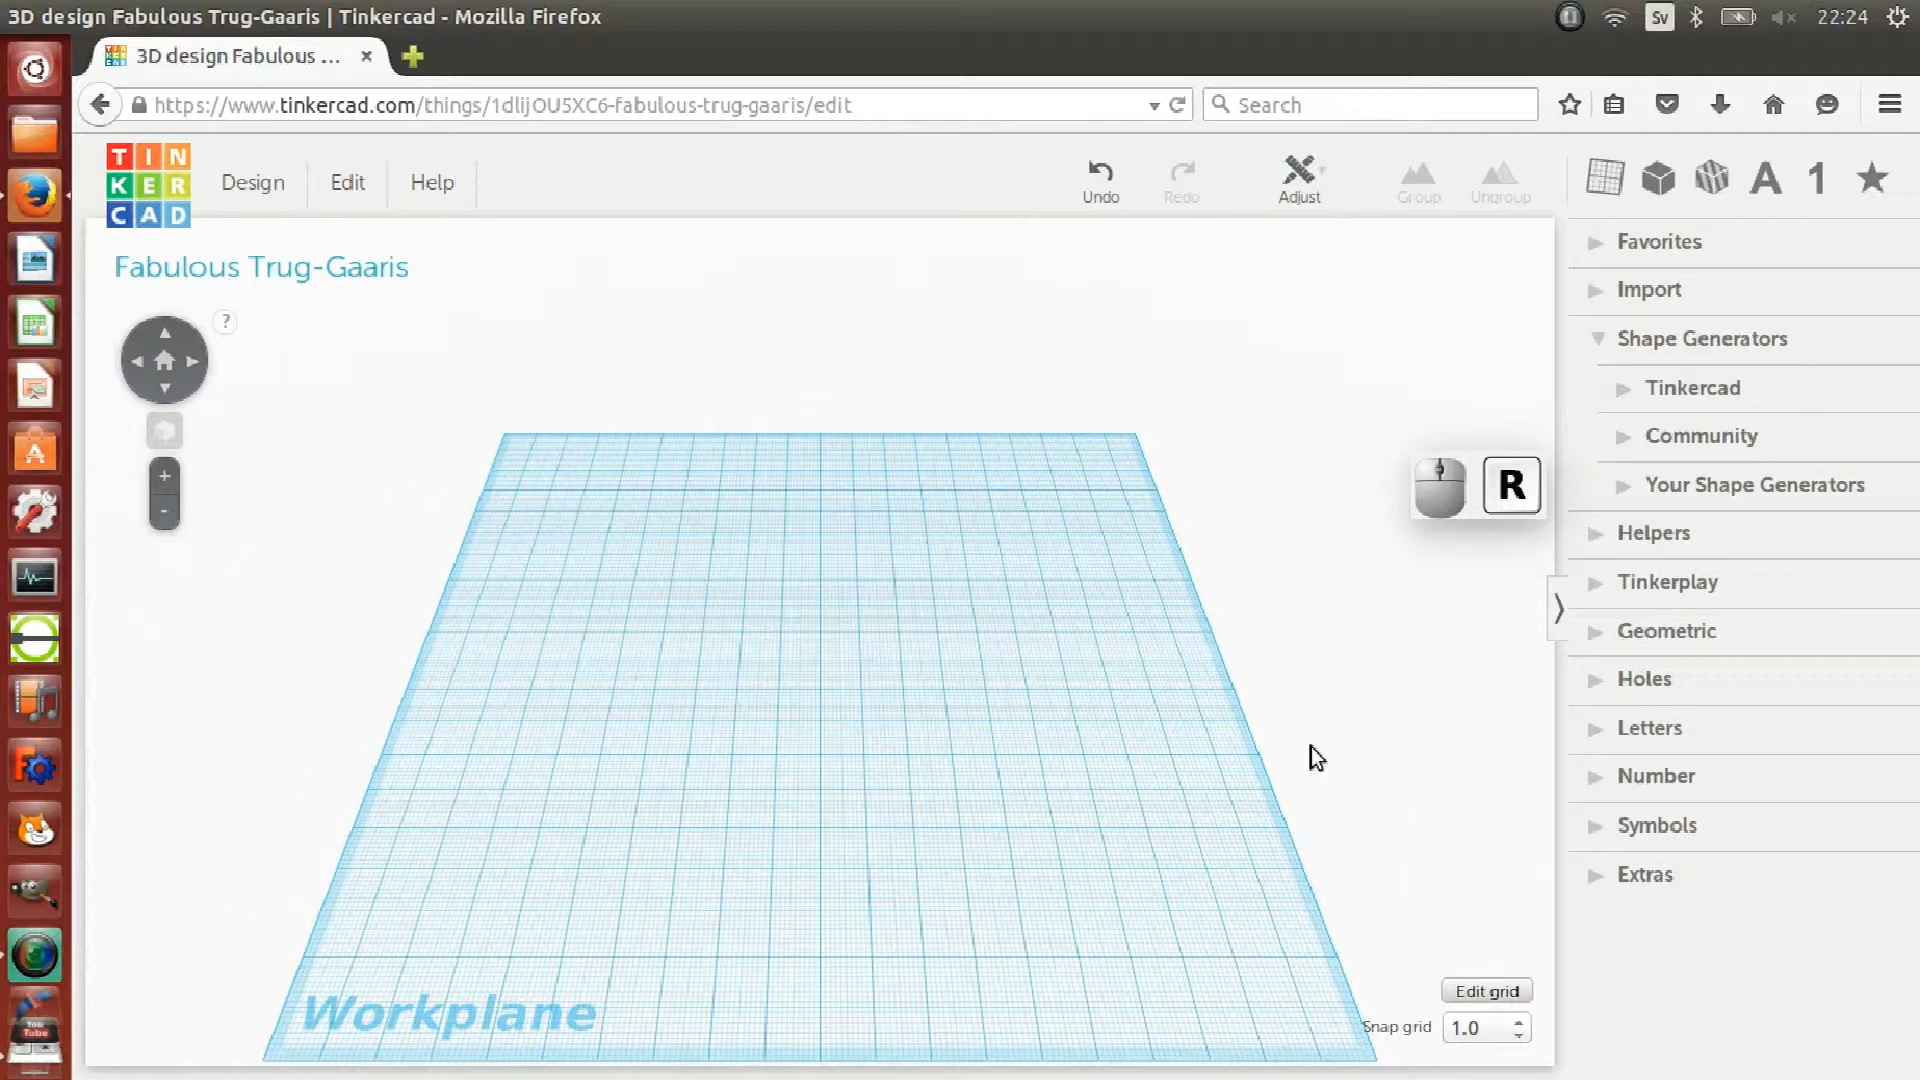 3D design Fabulous Trug-Gaaris | Tinkercad - Mozilla Firefox
Sv
22:24
3D design Fabulous ...
https://www.tinkercad.com/things/1dlijOU5XC6-fabulous-trug-gaaris/edit
Search
TIN
KER
CAD
Design
Edit
Help
Undo
Redo
Adjust
Group
Ungroup
A
1
Fabulous Trug-Gaaris
?
+
-
R
Favorites
Import
Shape Generators
Tinkercad
Community
Your Shape Generators
Helpers
Tinkerplay
Geometric
Holes
Letters
Number
Symbols
Extras
Workplane
Edit grid
Snap grid 1.0
You
Tube